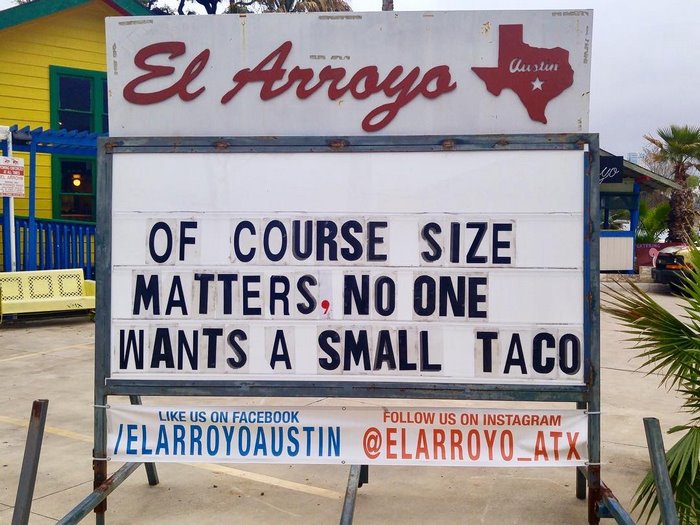 El Arroyo
Austin
OF COURSE SIZE
MATTERS, NO ONE
WANTS A SMALL TACO
LIKE US ON FACEBOOK
/ELARROYOAUSTIN
FOLLOW US ON INSTAGRAM
@ELARROYO_ATX